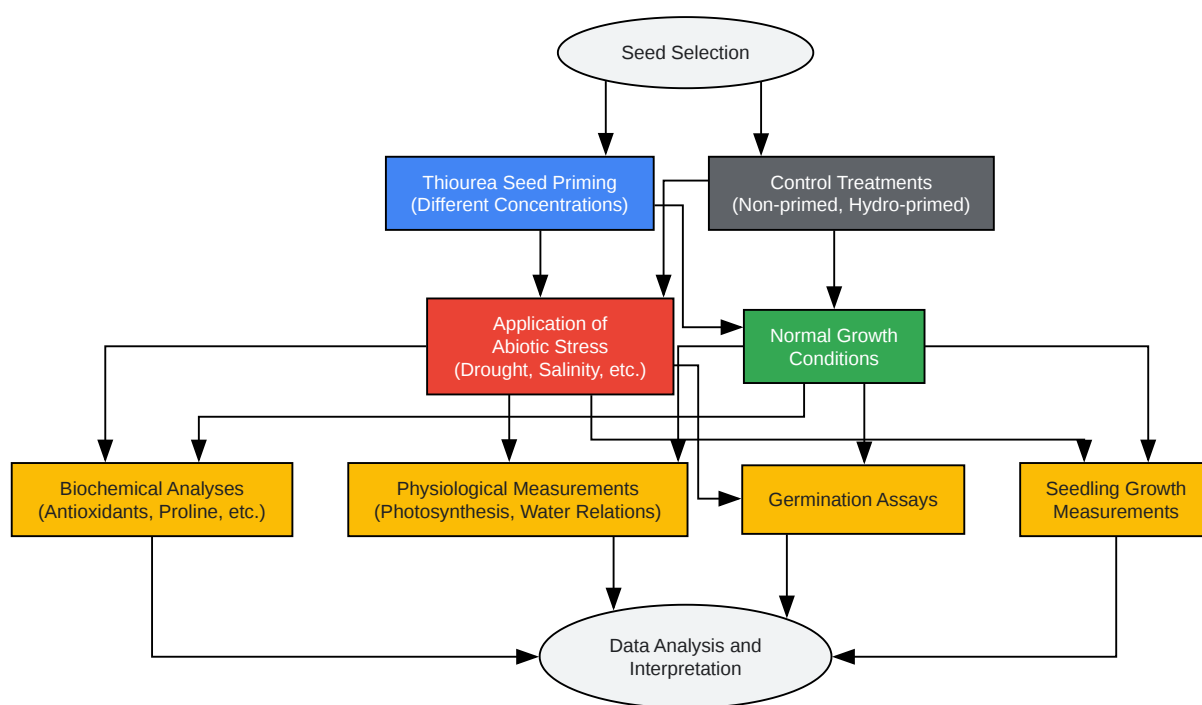 Seed Selection
Thiourea Seed Priming
(Different Concentrations)
Control Treatments
(Non-primed, Hydro-primed)
Application of
Abiotic Stress
(Drought, Salinity, etc.)
Normal Growth
Conditions
Biochemical Analyses
(Antioxidants, Proline, etc.)
Physiological Measurements
(Photosynthesis, Water Relations)
Germination Assays
Seedling Growth
Measurements
Data Analysis and
Interpretation